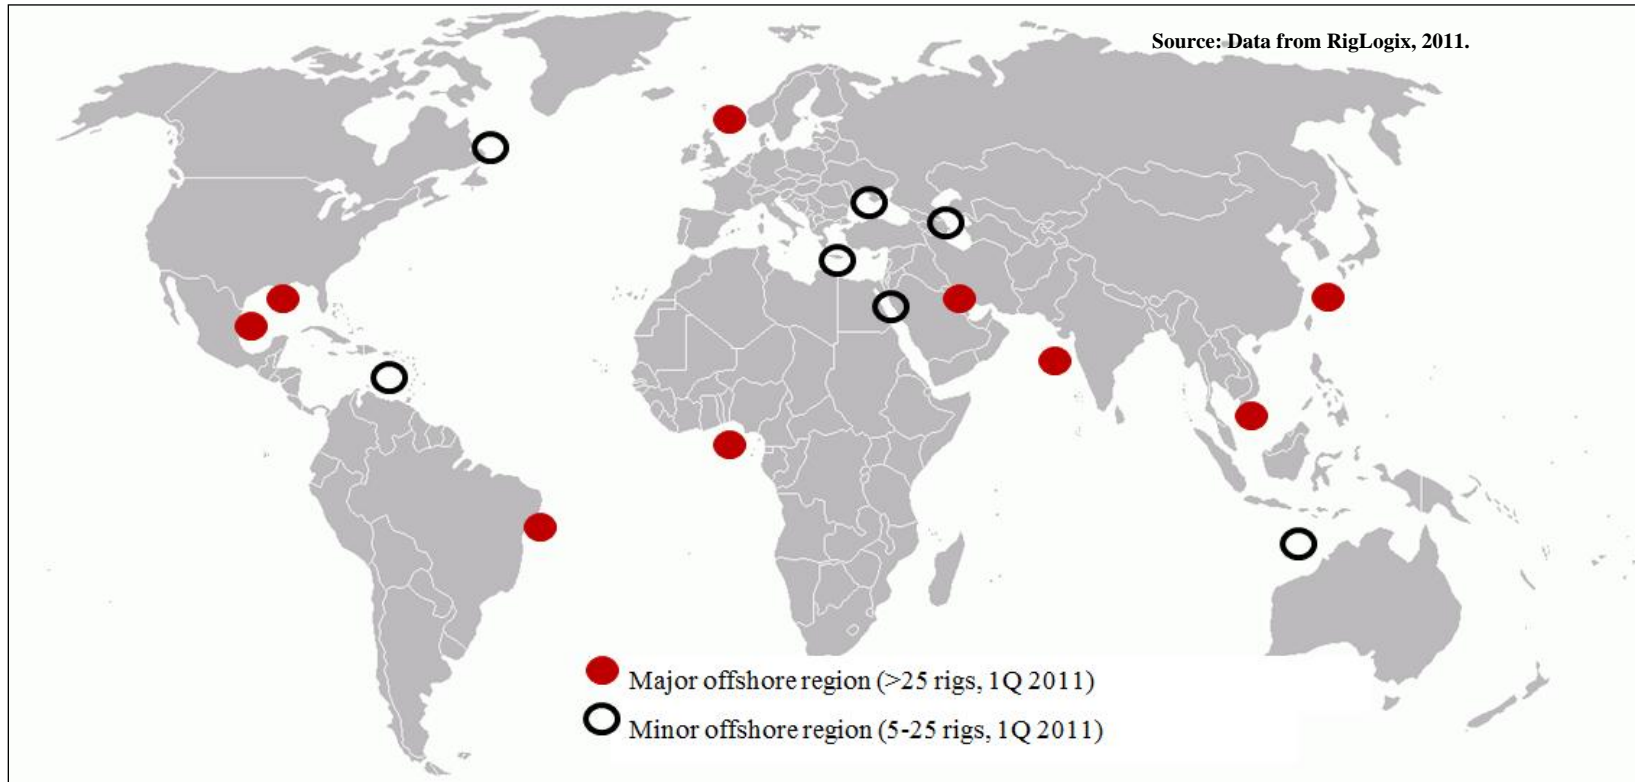 Source: Data from RigLogix, 2011.
Major offshore region (>25 rigs, 1Q 2011)
Minor offshore region (5-25 rigs, 1Q 2011)